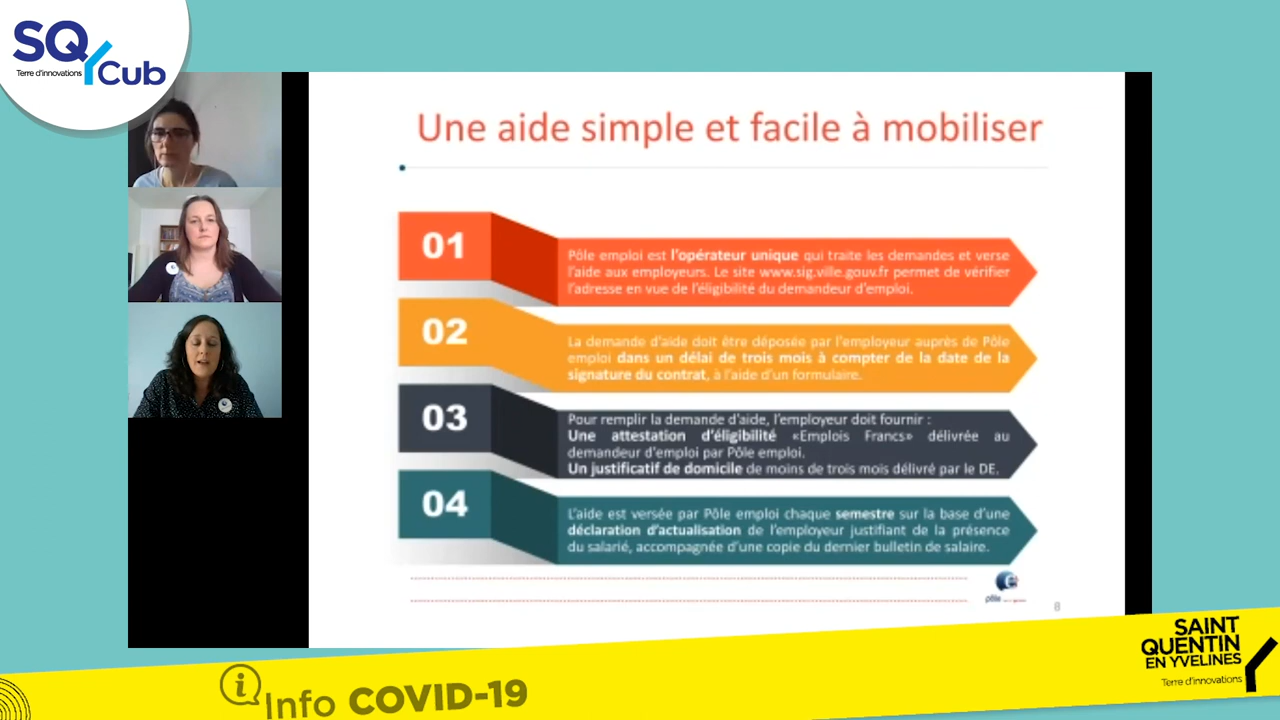 SQY Cub
Terre d'innovations
Une aide simple et facile à mobiliser
01
Pôle emploi est l'opérateur unique qui traite les demandes et verse
l'aide aux employeurs. Le site www.sig.ville.gouv.fr permet de vérifier
l'adresse en vue de l'éligibilité du demandeur d'emploi.
02
La demande d'aide doit être déposée par l'employeur auprès de Pôle
emploi dans un délai de trois mois à compter de la date de la
signature du contrat, à l'aide d'un formulaire.
03
Pour remplir la demande d'aide, l'employeur doit fournir :
Une attestation d'éligibilité «Emplois Francs» délivrée au
demandeur d'emploi par Pôle emploi.
Un justificatif de domicile de moins de trois mois délivré par le DE.
04
L'aide est versée par Pôle emploi chaque semestre sur la base d'une
déclaration d'actualisation de l'employeur justifiant de la présence
du salarié, accompagnée d'une copie du dernier bulletin de salaire.
pôle
8
i Info COVID-19
SAINT
QUENTIN
EN YVELINES
Terre d'innovations